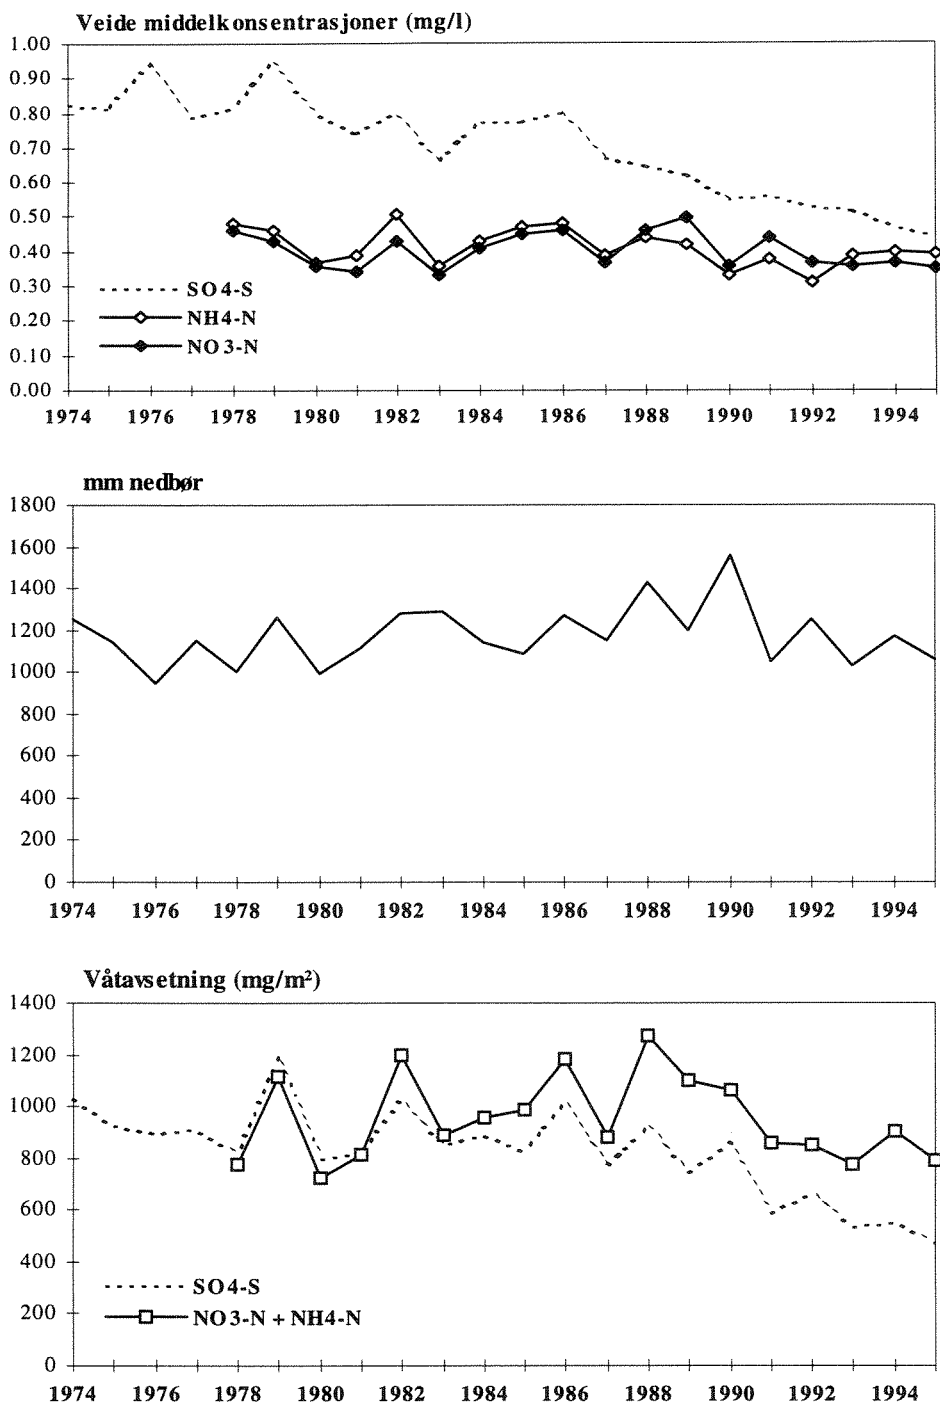 Veide middelkonsentrasjoner (mg/l)
1.00
0.90
0.80
0.70
0.60
0.50
0.40
0.30
0.20
0.10
0.00
SO4-S
NH4-N
NO3-N
1974 1976 1978 1980 1982 1984 1986 1988 1990 1992 1994
mm nedbør
1800
1600
1400
1200
1000
800
600
400
200
0
1974 1976 1978 1980 1982 1984 1986 1988 1990 1992 1994
Våtavsetning (mg/m²)
1400
1200
1000
800
600
400
200
0
SO4-S
NO3-N + NH4-N
1974 1976 1978 1980 1982 1984 1986 1988 1990 1992 1994